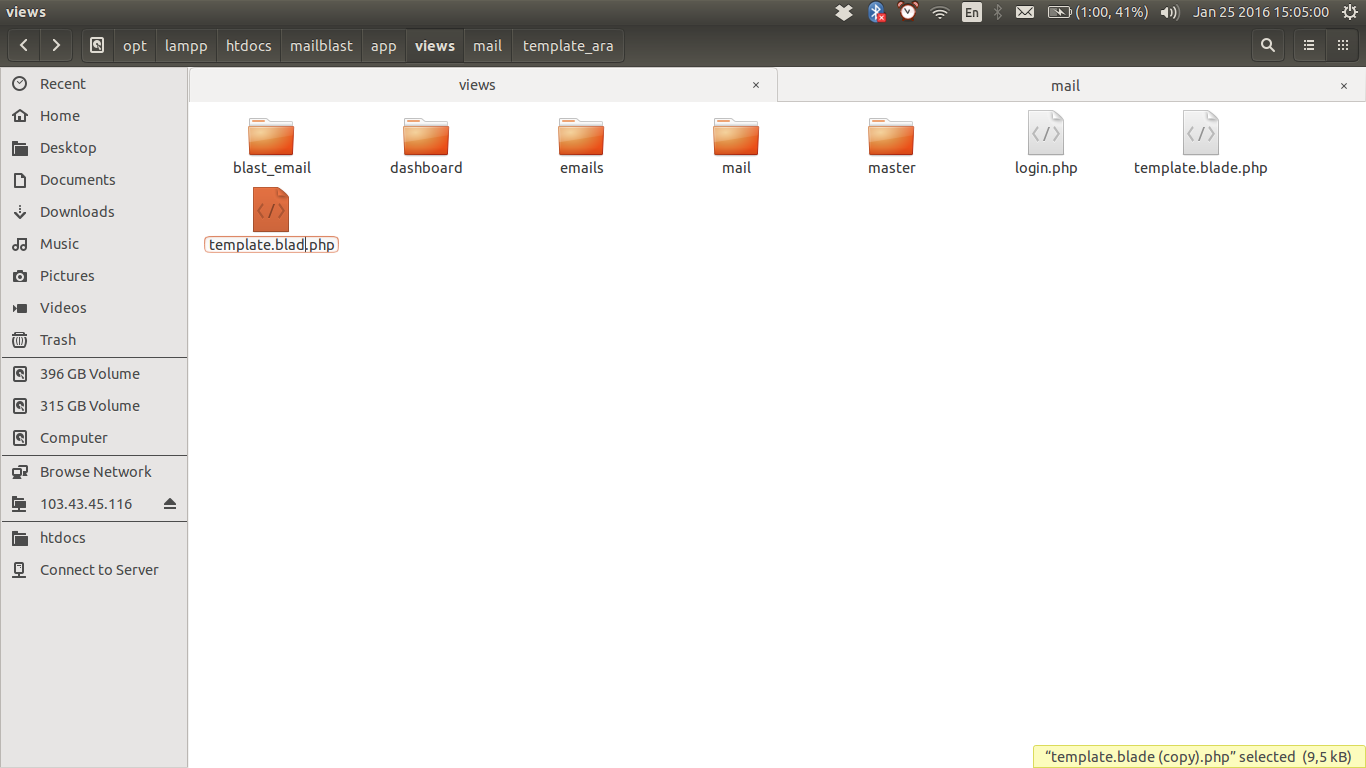 views
En
(1:00, 41%)
Jan 25 2016 15:05:00
opt
lampp
htdocs
mailblast
app
views
mail
template_ara
Recent
Home
Desktop
Documents
Downloads
Music
Pictures
Videos
Trash
396 GB Volume
315 GB Volume
Computer
Browse Network
103.43.45.116
htdocs
Connect to Server
views ×
mail ×
blast_email
dashboard
emails
mail
master
login.php
template.blade.php
template.blad.php
“template.blade (copy).php” selected (9,5 kB)